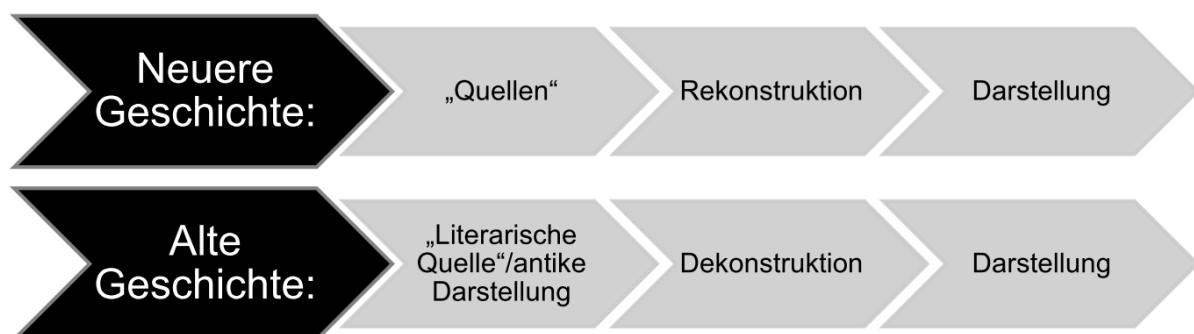 Neuere
Geschichte:
„Quellen“
Rekonstruktion
Darstellung
Alte
Geschichte:
„Literarische
Quelle“/antike
Darstellung
Dekonstruktion
Darstellung